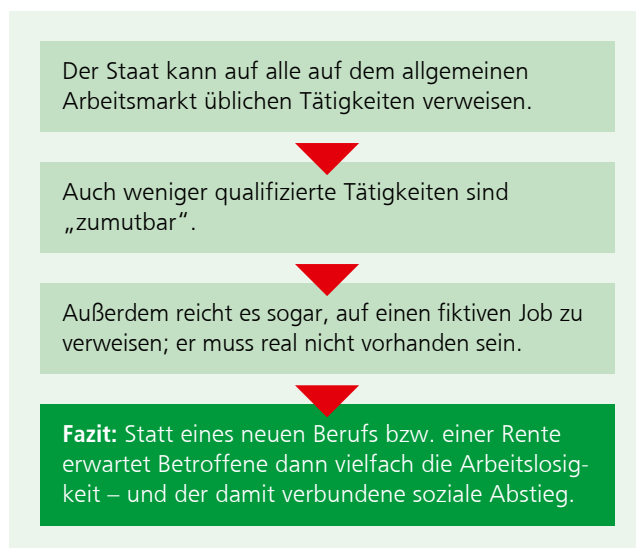 Der Staat kann auf alle auf dem allgemeinen
Arbeitsmarkt üblichen Tätigkeiten verweisen.
Auch weniger qualifizierte Tätigkeiten sind
„zumutbar“.
Außerdem reicht es sogar, auf einen fiktiven Job zu
verweisen; er muss real nicht vorhanden sein.
Fazit: Statt eines neuen Berufs bzw. einer Rente
erwartet Betroffene dann vielfach die Arbeitslosig-
keit – und der damit verbundene soziale Abstieg.